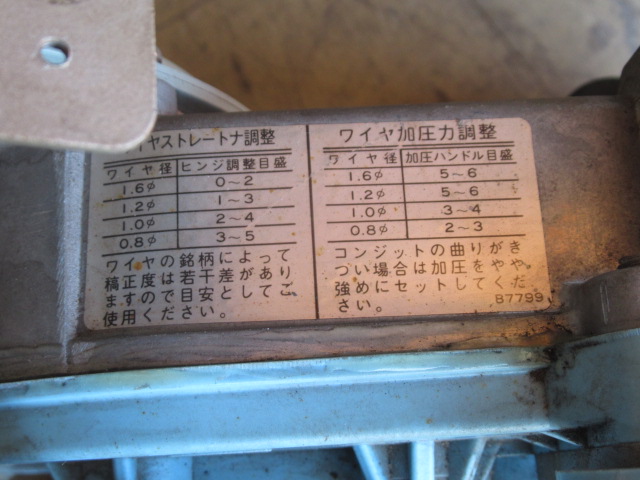 イヤストレートナ調整
ワイヤ径 ヒンジ調整目盛
1.6φ 0〜2
1.2φ 1〜3
1.0φ 2〜4
0.8φ 3〜5
ワイヤの銘柄によって
矯正度は若干差があり
ますので目安としてご
使用ください。
ワイヤ加圧力調整
ワイヤ径 加圧ハンドル目盛
1.6φ 5〜6
1.2φ 5〜6
1.0φ 3〜4
0.8φ 2〜3
コンジットの曲りがき
つい場合は加圧をやや
強めにセットしてくだ
さい。 B7799